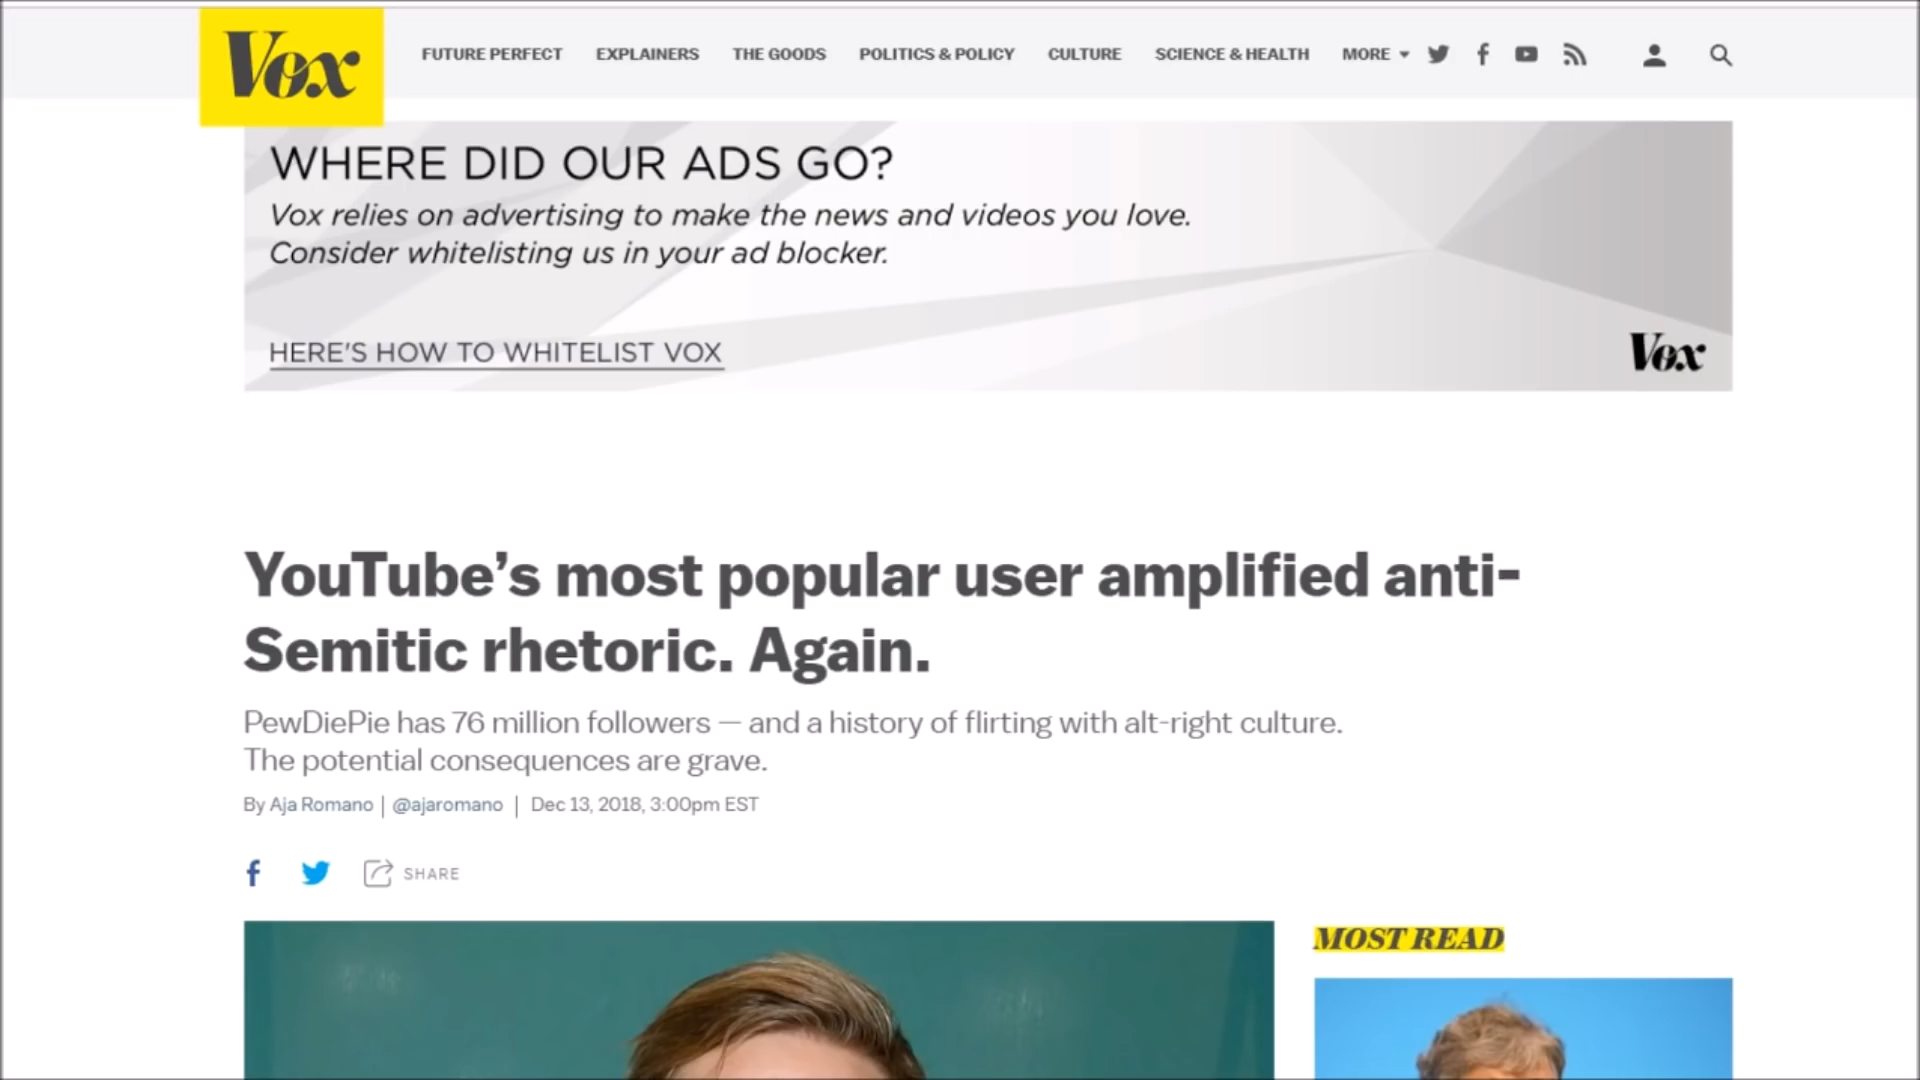 Vox
FUTURE PERFECT EXPLAINERS THE GOODS POLITICS & POLICY CULTURE SCIENCE & HEALTH MORE
WHERE DID OUR ADS GO?
Vox relies on advertising to make the news and videos you love.
Consider whitelisting us in your ad blocker.
HERE'S HOW TO WHITELIST VOX
Vox
YouTube’s most popular user amplified anti-
Semitic rhetoric. Again.
PewDiePie has 76 million followers — and a history of flirting with alt-right culture.
The potential consequences are grave.
By Aja Romano | @ajaromano | Dec 13, 2018, 3:00pm EST
SHARE
MOST READ